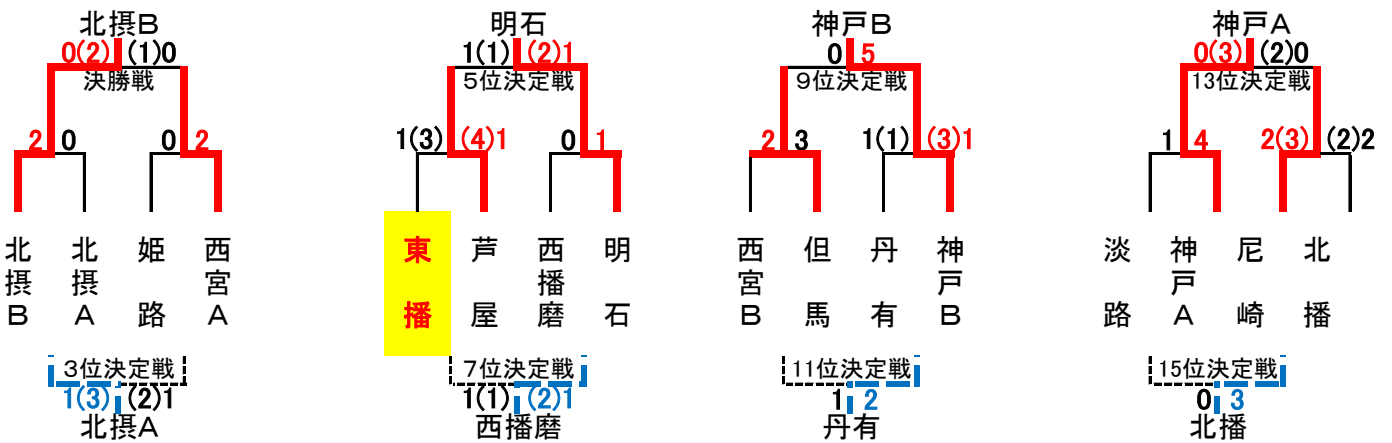 北摂B 明石 神戸B 神戸A
0(2) (1)0 1(1) (2)1 0 5 0(3) (2)0
決勝戦 5位決定戦 9位決定戦 13位決定戦
2 0 0 2 1(3) (4)1 0 1 2 3 1(1) (3)1 1 4 2(3) (2)2
北摂B 北摂A 姫路 西宮A 東播 芦屋 西播磨 明石 西宮B 但馬 丹有 神戸B 淡路 神戸A 尼崎 北播
3位決定戦 7位決定戦 11位決定戦 15位決定戦
1(3) (2)1 1(1) (2)1 1 2 0 3
北摂A 西播磨 丹有 北播